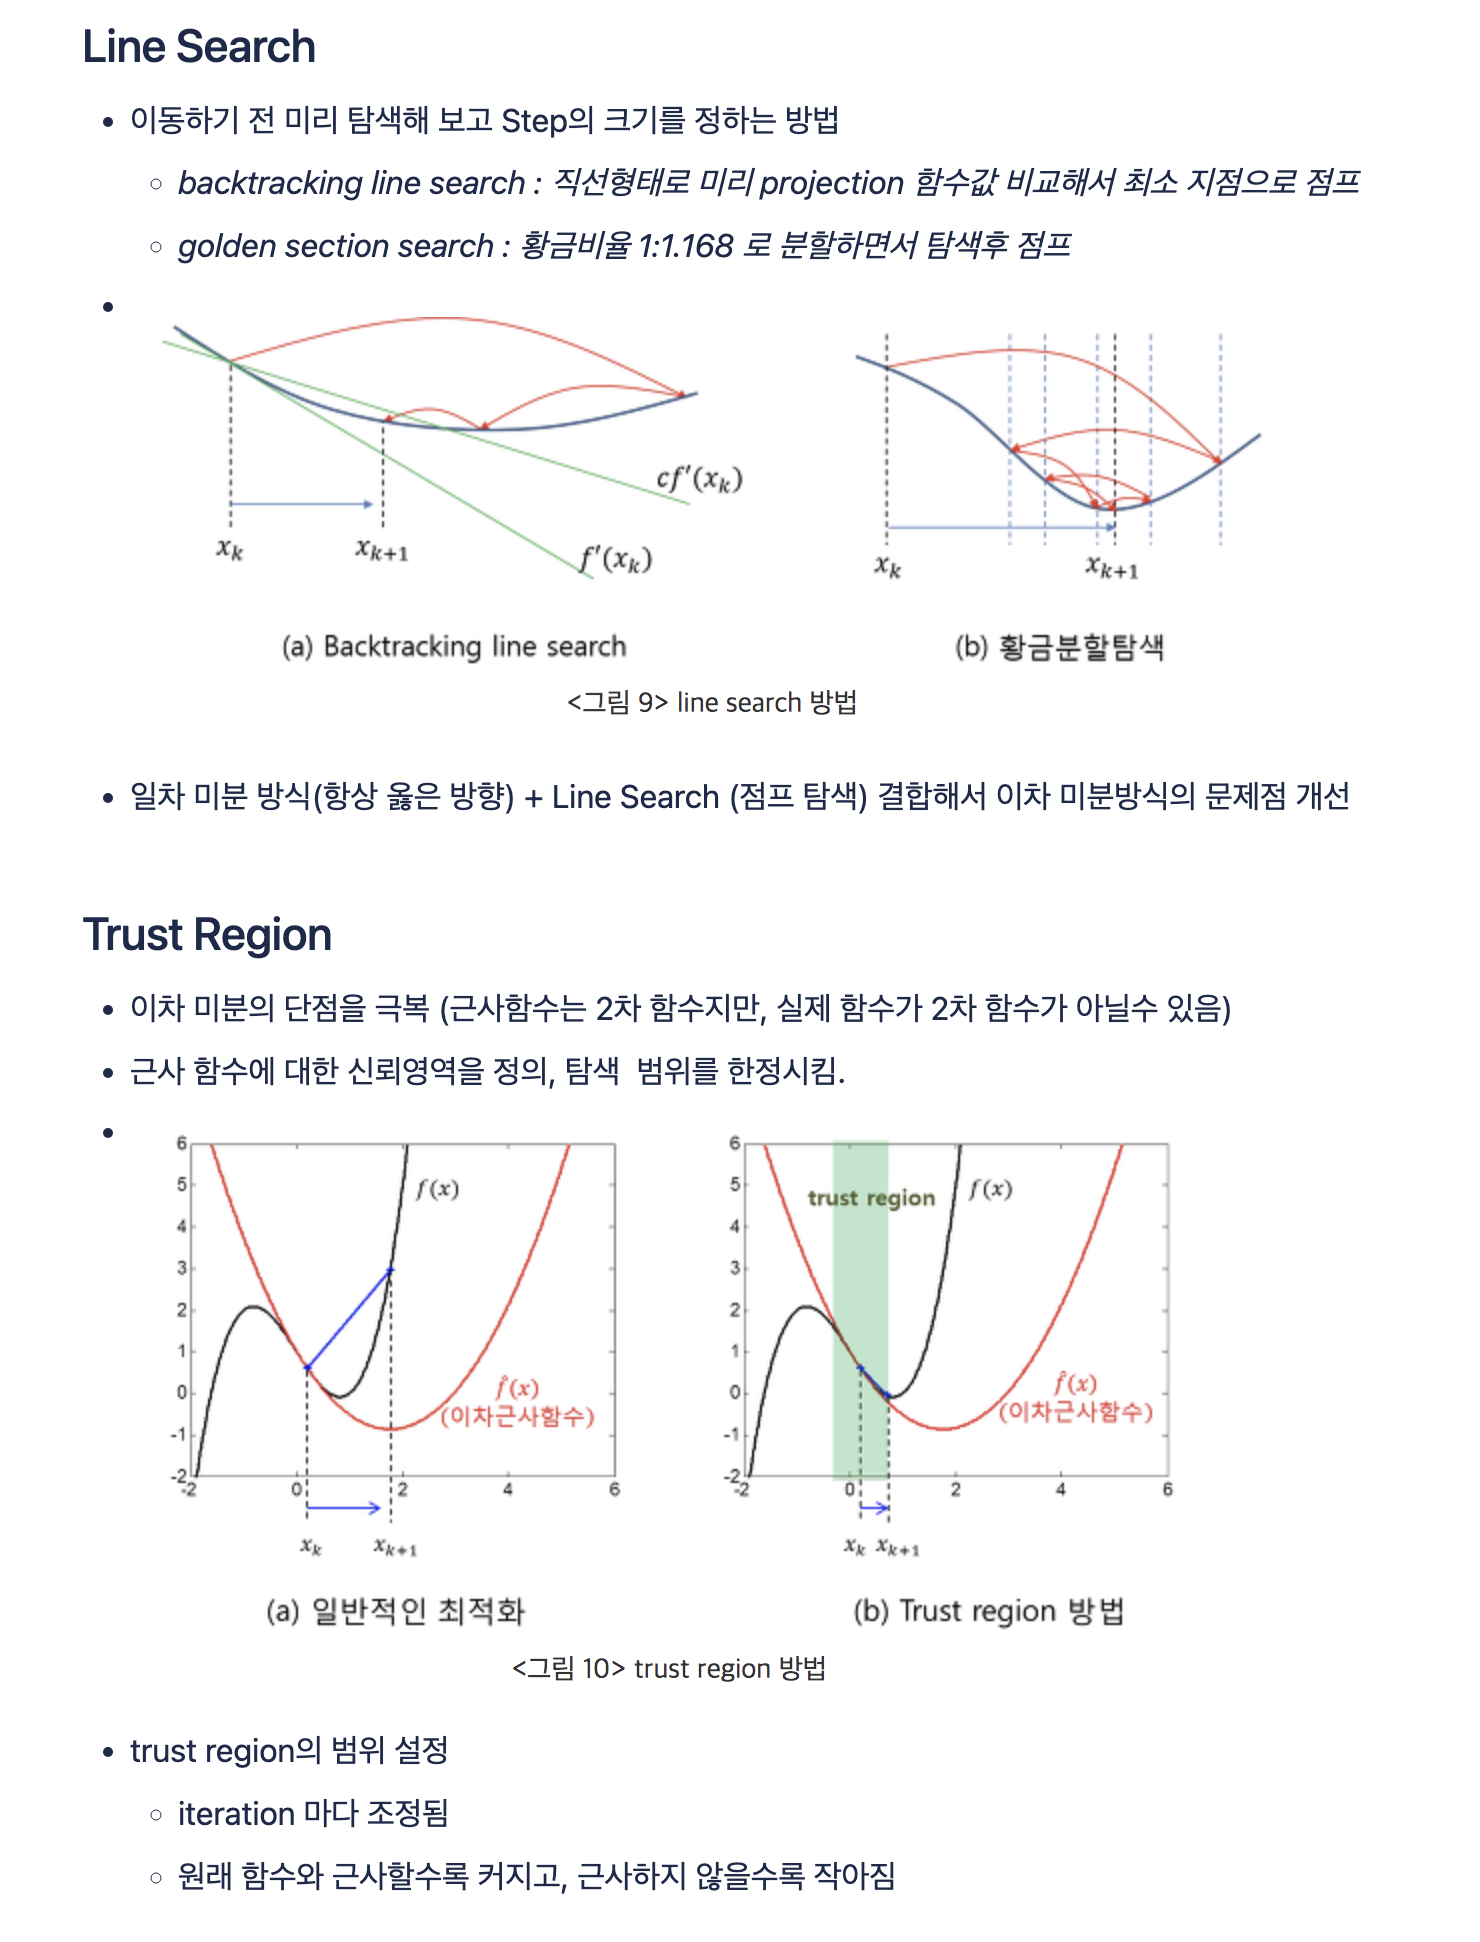 Line Search
이동하기 전 미리 탐색해 보고 Step의 크기를 정하는 방법
backtracking line search : 직선형태로 미리 projection 함수값 비교해서 최소 지점으로 점프
golden section search : 황금비율 1:1.168 로 분할하면서 탐색후 점프
cf'(x_k)
f'(x_k)
x_k
x_{k+1}
(a) Backtracking line search
x_k
x_{k+1}
(b) 황금분할탐색
<그림 9> line search 방법
일차 미분 방식(항상 옳은 방향) + Line Search (점프 탐색) 결합해서 이차 미분방식의 문제점 개선
Trust Region
이차 미분의 단점을 극복 (근사함수는 2차 함수지만, 실제 함수가 2차 함수가 아닐수 있음)
근사 함수에 대한 신뢰영역을 정의, 탐색  범위를 한정시킴.
6
5
4
3
2
1
0
-1
-2
-2
0
2
4
6
f(x)
f̂(x)
(이차근사함수)
x_k
x_{k+1}
(a) 일반적인 최적화
6
5
4
3
2
1
0
-1
-2
-2
0
2
4
6
trust region
f(x)
f̂(x)
(이차근사함수)
x_k
x_{k+1}
(b) Trust region 방법
<그림 10> trust region 방법
trust region의 범위 설정
iteration 마다 조정됨
원래 함수와 근사할수록 커지고, 근사하지 않을수록 작아짐